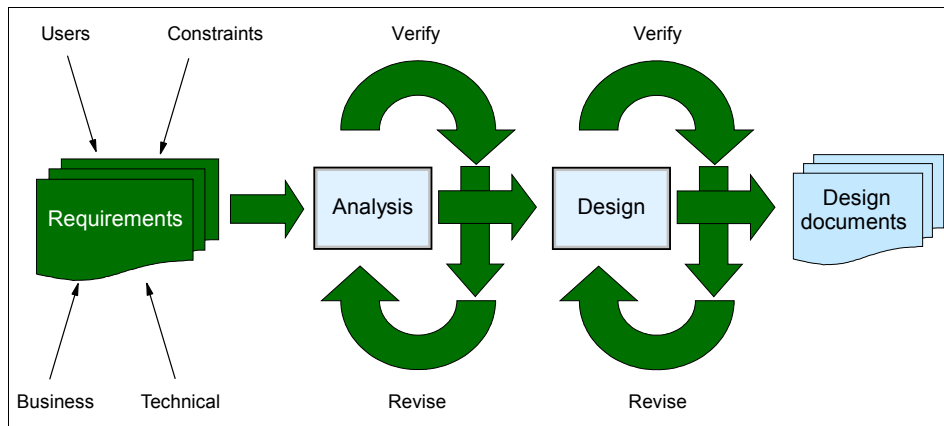 Users
Constraints
Verify
Verify
Requirements
Analysis
Design
Design
documents
Business
Technical
Revise
Revise